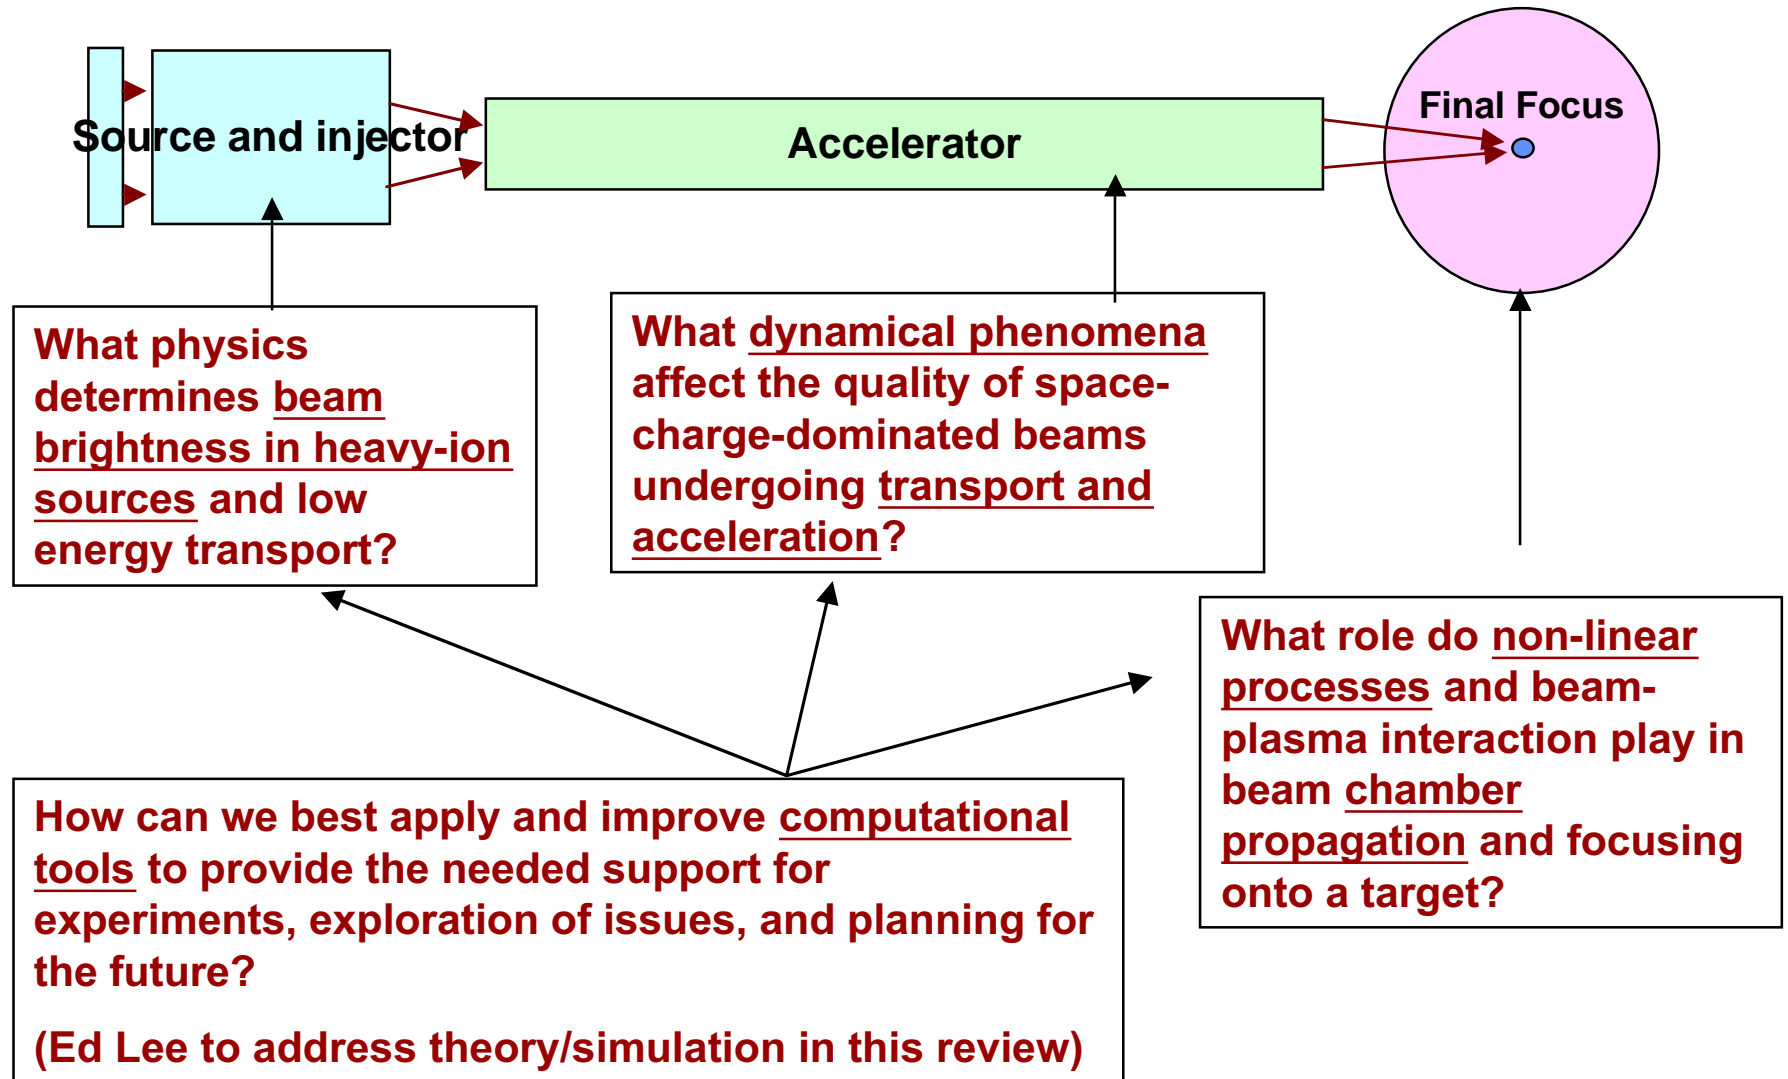 Source and injector
Accelerator
Final Focus
What physics
determines beam
brightness in heavy-ion
sources and low
energy transport?
What dynamical phenomena
affect the quality of space-
charge-dominated beams
undergoing transport and
acceleration?
What role do non-linear
processes and beam-
plasma interaction play in
beam chamber
propagation and focusing
onto a target?
How can we best apply and improve computational
tools to provide the needed support for
experiments, exploration of issues, and planning for
the future?
(Ed Lee to address theory/simulation in this review)